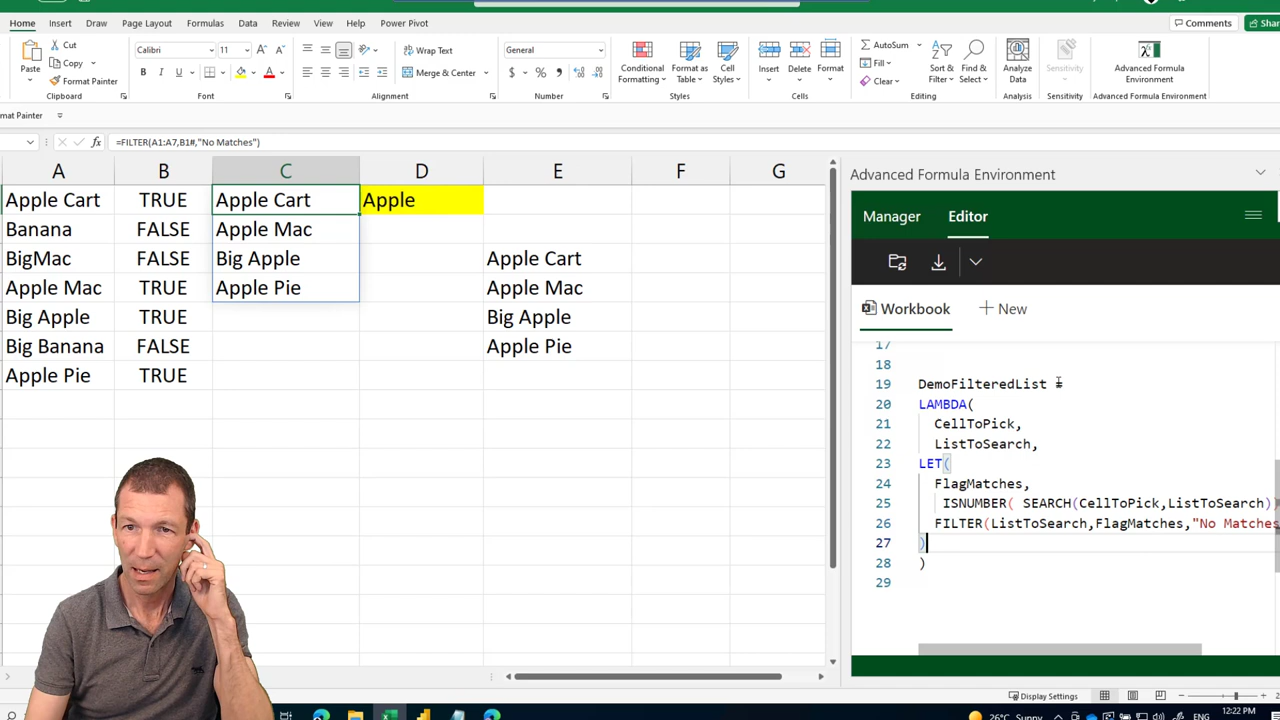 Home Insert Draw Page Layout Formulas Data Review View Help Power Pivot Comments Shar
Paste Cut Copy Format Painter Clipboard
Calibri 11 B I U A Font
Wrap Text Merge & Center Alignment
General $ % Number
Conditional Formatting Format as Table Cell Styles Styles
Insert Delete Format Cells
AutoSum Fill Clear Sort & Filter Find & Select Editing
Analyze Data Analysis
Sensitivity Sensitivity
Advanced Formula Environment Advanced Formula Environment
mat Painter
fx =FILTER(A1:A7,B1#,"No Matches")
A B C D E F G
Apple Cart TRUE Apple Cart Apple
Banana FALSE Apple Mac
BigMac FALSE Big Apple Apple Cart
Apple Mac TRUE Apple Pie Apple Mac
Big Apple TRUE Big Apple
Big Banana FALSE Apple Pie
Apple Pie TRUE
Advanced Formula Environment
Manager Editor
Workbook + New
17
18
19 DemoFilteredList
20 LAMBDA(
21 CellToPick,
22 ListToSearch,
23 LET(
24 FlagMatches,
25 ISNUMBER( SEARCH(CellToPick,ListToSearch))
26 FILTER(ListToSearch,FlagMatches,"No Matches
27 )
28 )
29
Display Settings
26°C Sunny ENG 12:22 PM